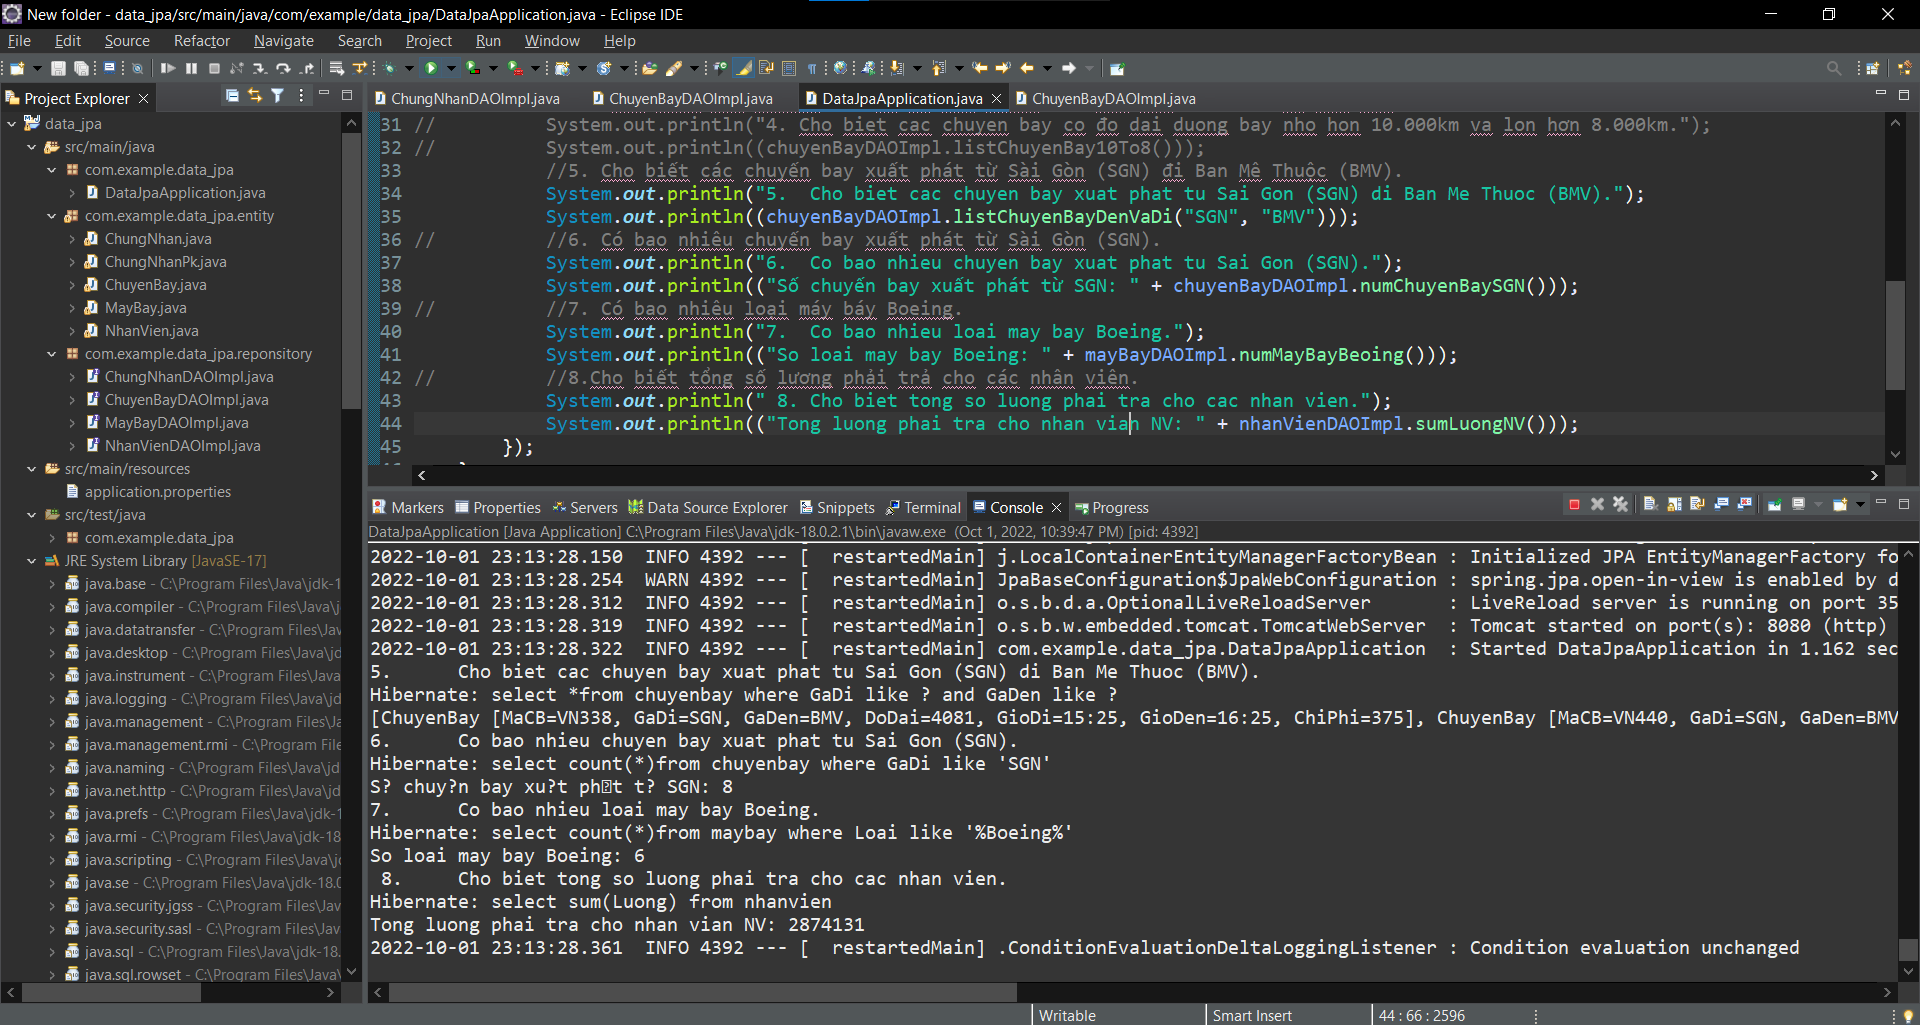 New folder - data_jpa/src/main/java/com/example/data_jpa/DataJpaApplication.java - Eclipse IDE
File Edit Source Refactor Navigate Search Project Run Window Help
Project Explorer
data_jpa
src/main/java
com.example.data_jpa
DataJpaApplication.java
com.example.data_jpa.entity
ChungNhan.java
ChungNhanPk.java
ChuyenBay.java
MayBay.java
NhanVien.java
com.example.data_jpa.reponsitory
ChungNhanDAOImpl.java
ChuyenBayDAOImpl.java
MayBayDAOImpl.java
NhanVienDAOImpl.java
src/main/resources
application.properties
src/test/java
com.example.data_jpa
JRE System Library [JavaSE-17]
java.base - C:\Program Files\Java\jdk-1
java.compiler - C:\Program Files\Java\j
java.datatransfer - C:\Program Files\Jav
java.desktop - C:\Program Files\Java\jd
java.instrument - C:\Program Files\Java
java.logging - C:\Program Files\Java\jd
java.management - C:\Program Files\Ja
java.management.rmi - C:\Program File
java.naming - C:\Program Files\Java\jd
java.net.http - C:\Program Files\Java\jd
java.prefs - C:\Program Files\Java\jdk-1
java.rmi - C:\Program Files\Java\jdk-18
java.scripting - C:\Program Files\Java\jd
java.se - C:\Program Files\Java\jdk-18.0
java.security.jgss - C:\Program Files\Jav
java.security.sasl - C:\Program Files\Jav
java.sql - C:\Program Files\Java\jdk-18.
java.sql.rowset - C:\Program Files\Java\
ChungNhanDAOImpl.java ChuyenBayDAOImpl.java DataJpaApplication.java ChuyenBayDAOImpl.java
31 // System.out.println("4. Cho biet cac chuyen bay co do dai duong bay nho hon 10.000km va lon hơn 8.000km.");
32 // System.out.println((chuyenBayDAOImpl.listChuyenBay10To8()));
33 //5. Cho biết các chuyến bay xuất phát từ Sài Gòn (SGN) đi Ban Mê Thuộc (BMV).
34 System.out.println("5. Cho biet cac chuyen bay xuat phat tu Sai Gon (SGN) di Ban Me Thuoc (BMV).");
35 System.out.println((chuyenBayDAOImpl.listChuyenBayDenVaDi("SGN", "BMV")));
36 // //6. Có bao nhiêu chuyến bay xuất phát từ Sài Gòn (SGN).
37 System.out.println("6. Co bao nhieu chuyen bay xuat phat tu Sai Gon (SGN).");
38 System.out.println(("Số chuyến bay xuất phát từ SGN: " + chuyenBayDAOImpl.numChuyenBaySGN()));
39 // //7. Có bao nhiêu loại máy báy Boeing.
40 System.out.println("7. Co bao nhieu loai may bay Boeing.");
41 System.out.println(("So loai may bay Boeing: " + mayBayDAOImpl.numMayBayBeoing()));
42 // //8.Cho biết tổng số lương phải trả cho các nhân viên.
43 System.out.println(" 8. Cho biet tong so luong phai tra cho cac nhan vien.");
44 System.out.println(("Tong luong phai tra cho nhan vian NV: " + nhanVienDAOImpl.sumLuongNV()));
45 });
Markers Properties Servers Data Source Explorer Snippets Terminal Console Progress
DataJpaApplication [Java Application] C:\Program Files\Java\jdk-18.0.2.1\bin\javaw.exe (Oct 1, 2022, 10:39:47 PM) [pid: 4392]
2022-10-01 23:13:28.150 INFO 4392 --- [ restartedMain] j.LocalContainerEntityManagerFactoryBean : Initialized JPA EntityManagerFactory fo
2022-10-01 23:13:28.254 WARN 4392 --- [ restartedMain] JpaBaseConfiguration$JpaWebConfiguration : spring.jpa.open-in-view is enabled by d
2022-10-01 23:13:28.312 INFO 4392 --- [ restartedMain] o.s.b.d.a.OptionalLiveReloadServer : LiveReload server is running on port 35
2022-10-01 23:13:28.319 INFO 4392 --- [ restartedMain] o.s.b.w.embedded.tomcat.TomcatWebServer : Tomcat started on port(s): 8080 (http)
2022-10-01 23:13:28.322 INFO 4392 --- [ restartedMain] com.example.data_jpa.DataJpaApplication : Started DataJpaApplication in 1.162 sec
5. Cho biet cac chuyen bay xuat phat tu Sai Gon (SGN) di Ban Me Thuoc (BMV).
Hibernate: select *from chuyenbay where GaDi like ? and GaDen like ?
[ChuyenBay [MaCB=VN338, GaDi=SGN, GaDen=BMV, DoDai=4081, GioDi=15:25, GioDen=16:25, ChiPhi=375], ChuyenBay [MaCB=VN440, GaDi=SGN, GaDen=BMV
6. Co bao nhieu chuyen bay xuat phat tu Sai Gon (SGN).
Hibernate: select count(*)from chuyenbay where GaDi like 'SGN'
S? chuy?n bay xu?t ph�t t? SGN: 8
7. Co bao nhieu loai may bay Boeing.
Hibernate: select count(*)from maybay where Loai like '%Boeing%'
So loai may bay Boeing: 6
8. Cho biet tong so luong phai tra cho cac nhan vien.
Hibernate: select sum(Luong) from nhanvien
Tong luong phai tra cho nhan vian NV: 2874131
2022-10-01 23:13:28.361 INFO 4392 --- [ restartedMain] .ConditionEvaluationDeltaLoggingListener : Condition evaluation unchanged
Writable Smart Insert 44 : 66 : 2596